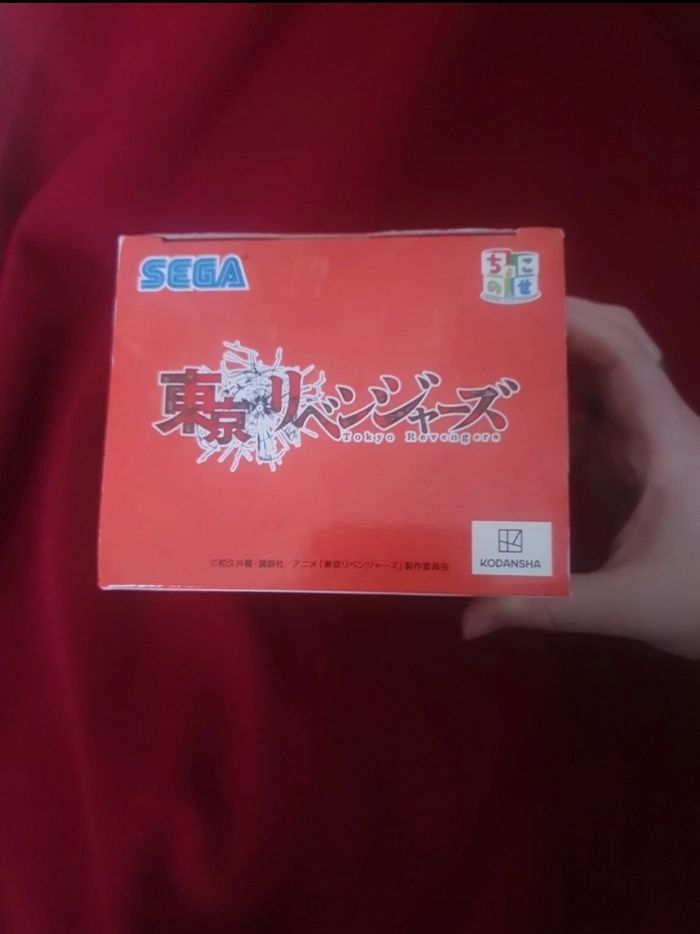 SEGA
ちょこ
のせ
東京リベンジャーズ
Tokyo Revengers
©和久井健・講談社／アニメ「東京リベンジャーズ」製作委員会
KODANSHA